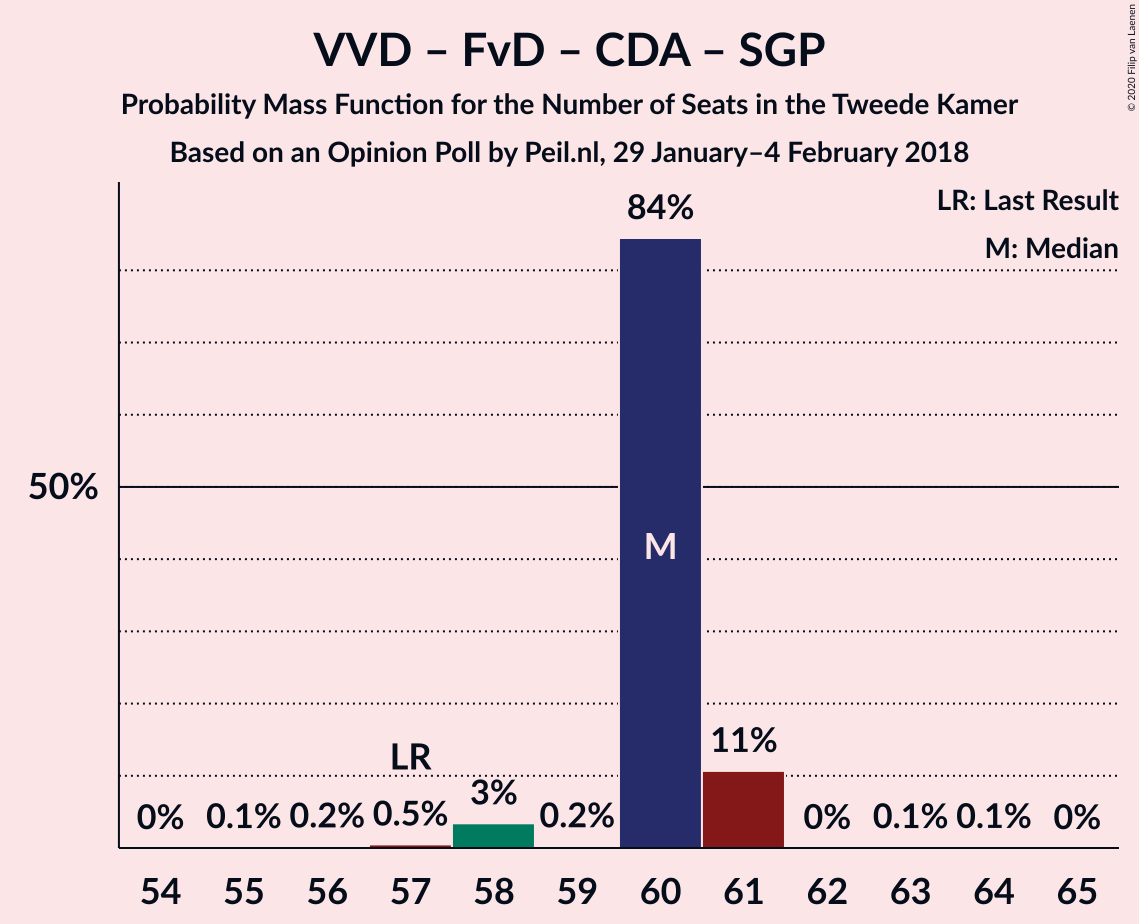 VVD – FvD – CDA – SGP
Probability Mass Function for the Number of Seats in the Tweede Kamer
Based on an Opinion Poll by Peil.nl, 29 January–4 February 2018
© 2020 Filip van Laenen
LR: Last Result
M: Median
84%
50%
M
11%
LR
3%
0% 0.1% 0.2% 0.5% 0.2% 0% 0.1% 0.1% 0%
54 55 56 57 58 59 60 61 62 63 64 65